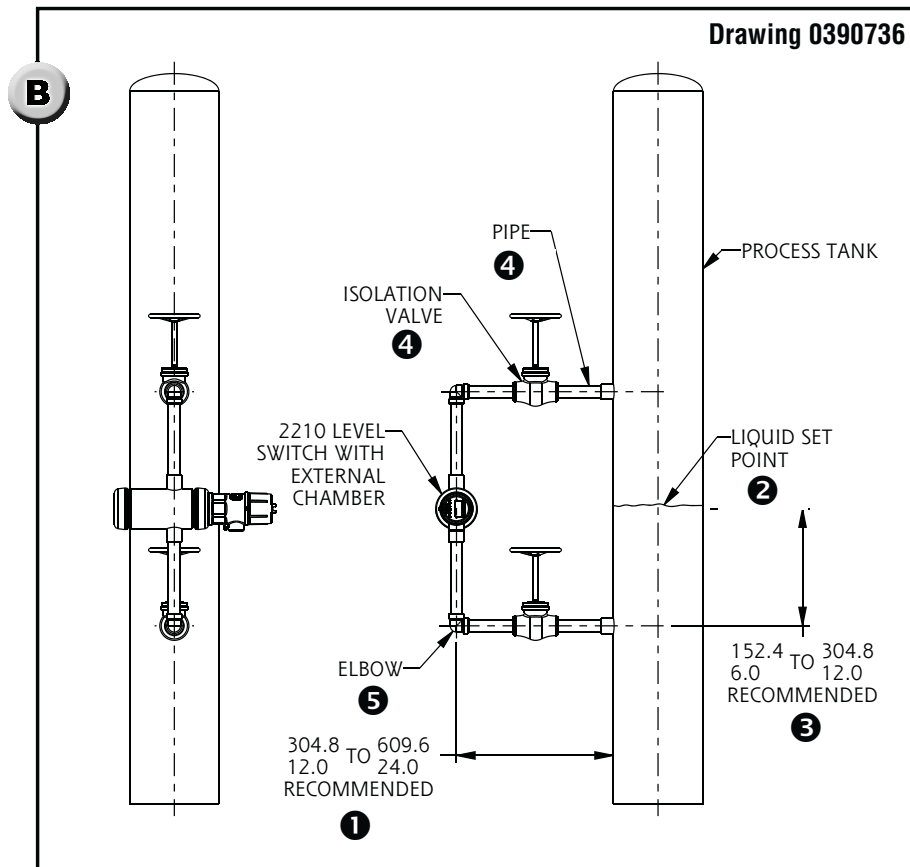 Drawing 0390736
B
PIPE
4
ISOLATION
VALVE
4
PROCESS TANK
2210 LEVEL
SWITCH WITH
EXTERNAL
CHAMBER
LIQUID SET
POINT
2
ELBOW
5
152.4 TO 304.8
6.0 12.0
RECOMMENDED
3
304.8 TO 609.6
12.0 24.0
RECOMMENDED
1